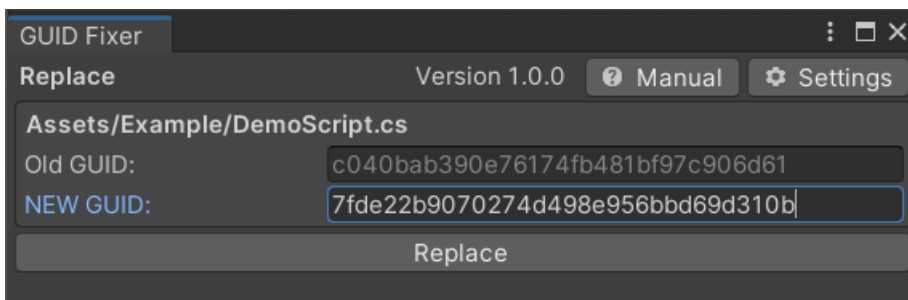 GUID Fixer
Replace Version 1.0.0 Manual Settings
Assets/Example/DemoScript.cs
Old GUID: c040bab390e76174fb481bf97c906d61
NEW GUID: 7fde22b9070274d498e956bbd69d310b
Replace